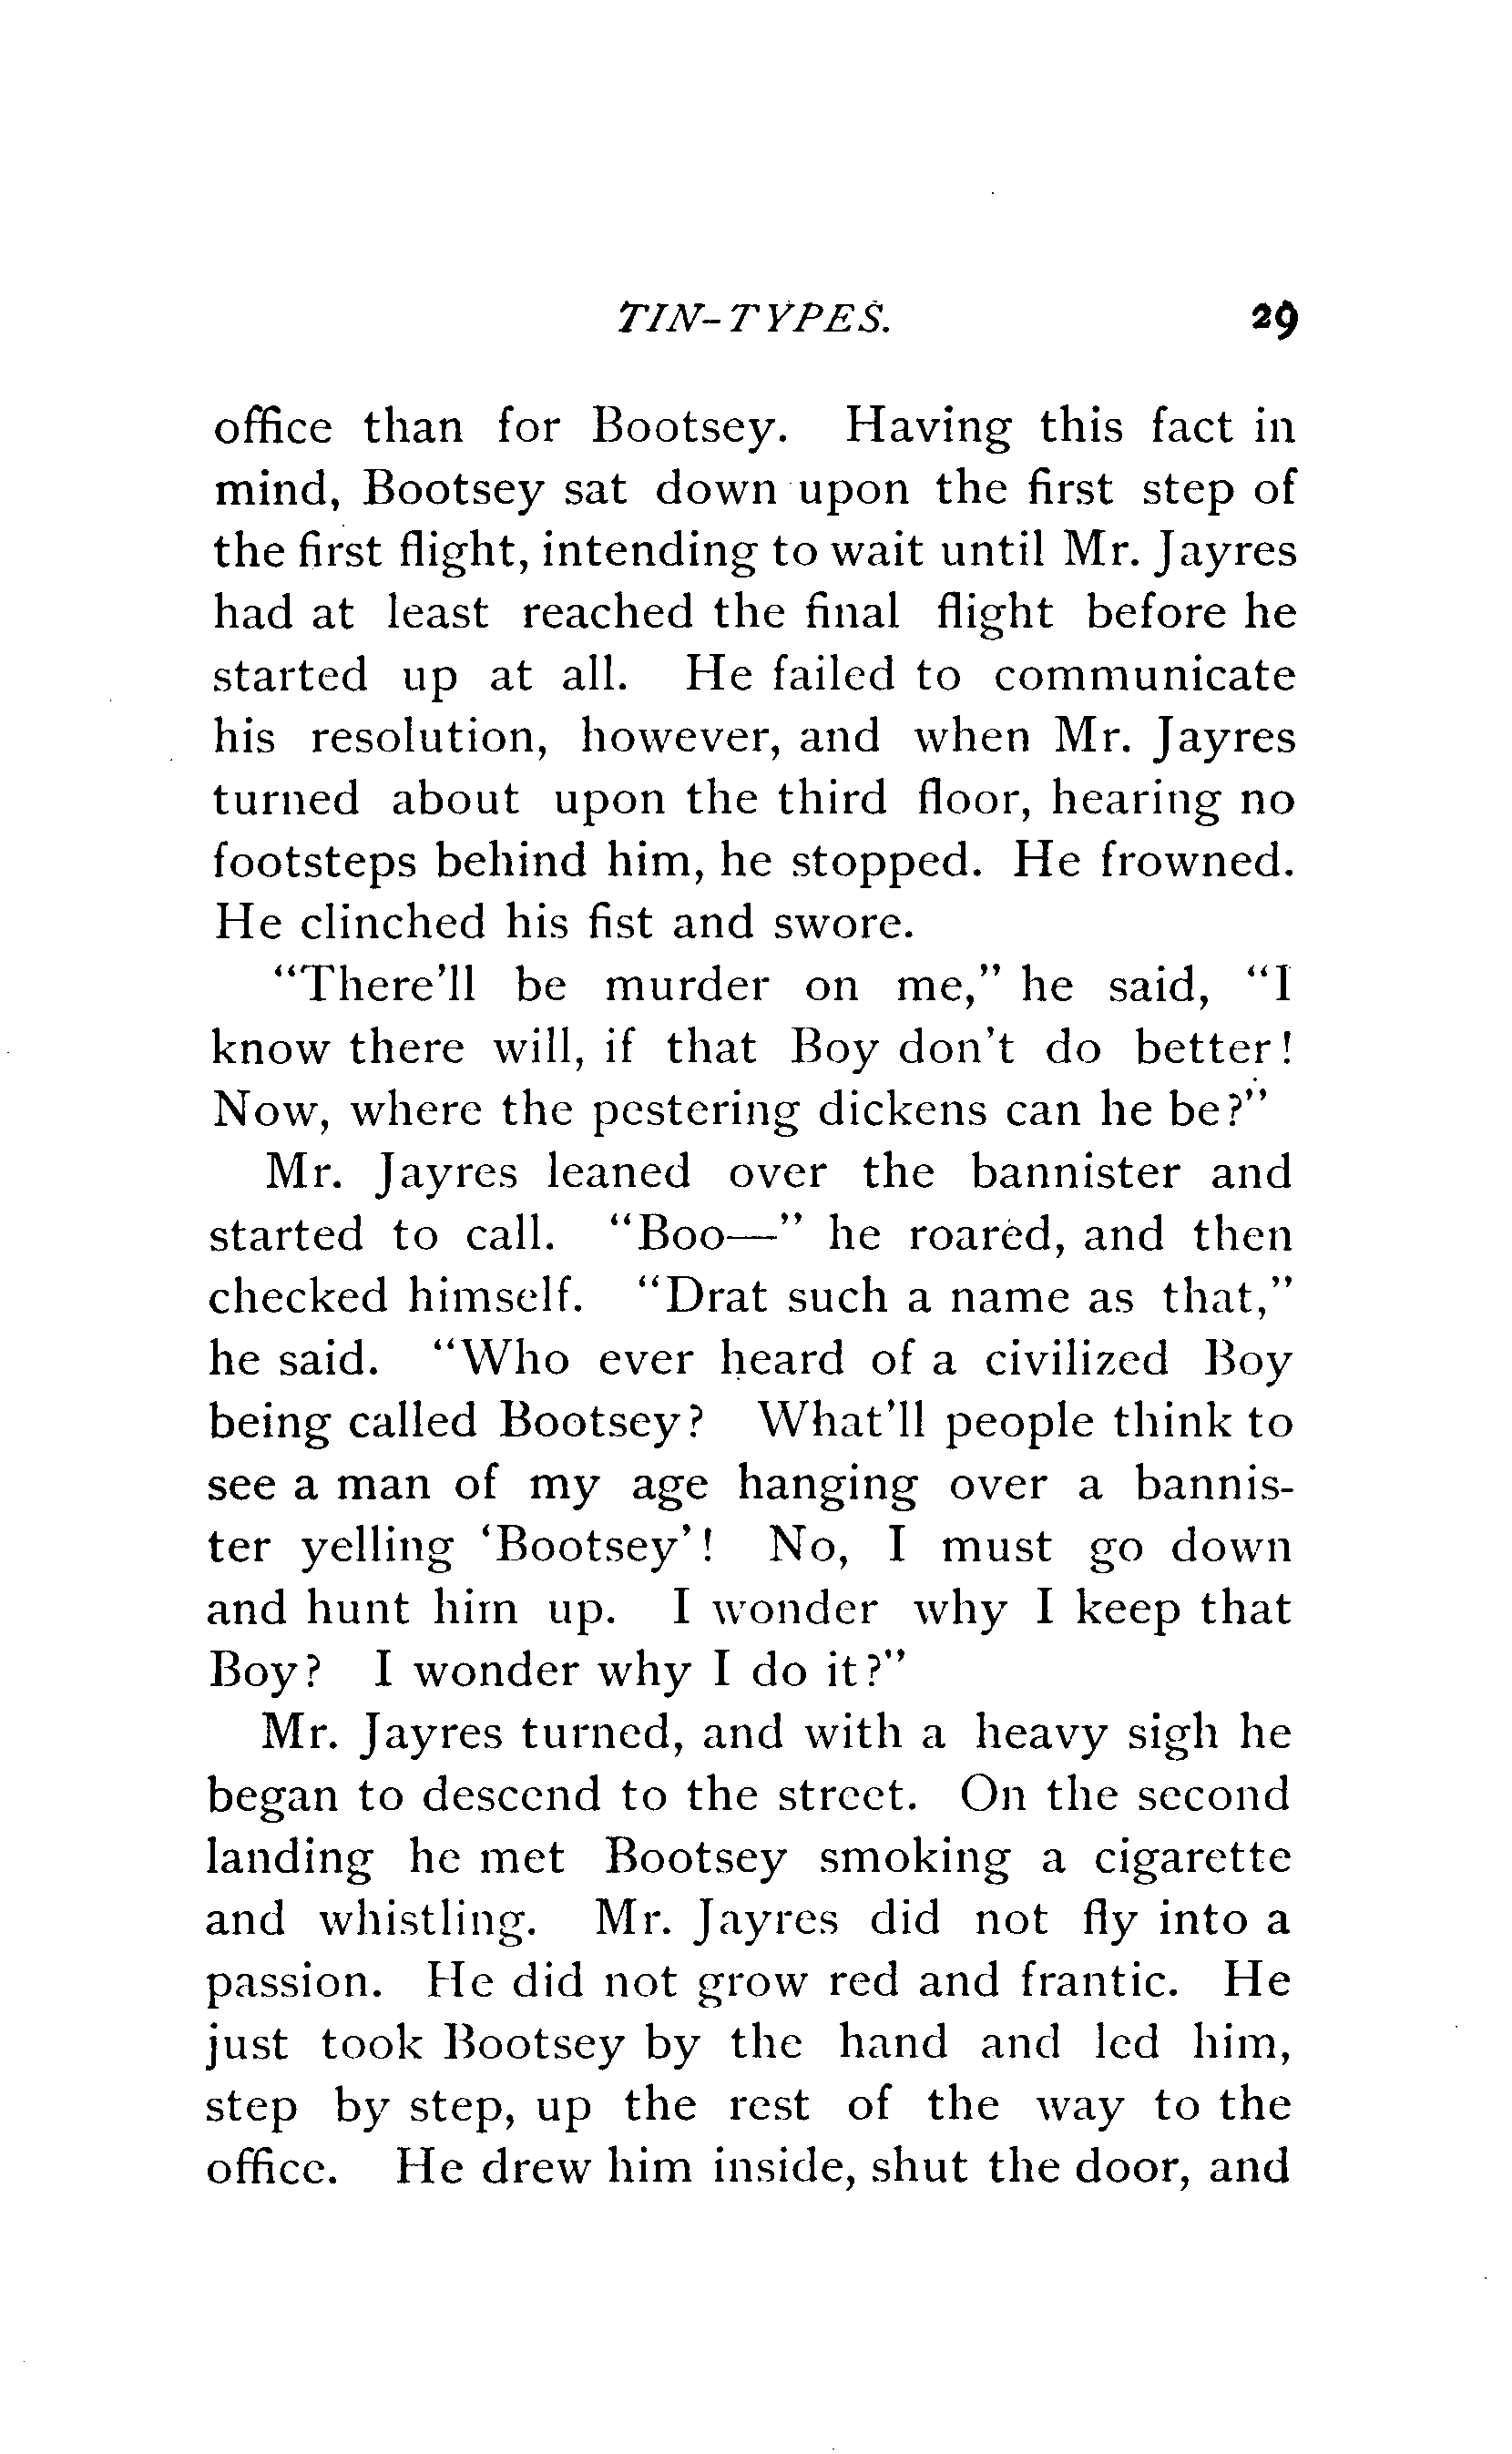 TIN-TYPES. 29
office than for Bootsey. Having this fact in
mind, Bootsey sat down upon the first step of
the first flight, intending to wait until Mr. Jayres
had at least reached the final flight before he
started up at all. He failed to communicate
his resolution, however, and when Mr. Jayres
turned about upon the third floor, hearing no
footsteps behind him, he stopped. He frowned.
He clinched his fist and swore.
"There'll be murder on me," he said, "I
know there will, if that Boy don't do better!
Now, where the pestering dickens can he be?"
Mr. Jayres leaned over the bannister and
started to call. "Boo—" he roared, and then
checked himself. "Drat such a name as that,"
he said. "Who ever heard of a civilized Boy
being called Bootsey? What'll people think to
see a man of my age hanging over a bannis-
ter yelling 'Bootsey'! No, I must go down
and hunt him up. I wonder why I keep that
Boy? I wonder why I do it?"
Mr. Jayres turned, and with a heavy sigh he
began to descend to the street. On the second
landing he met Bootsey smoking a cigarette
and whistling. Mr. Jayres did not fly into a
passion. He did not grow red and frantic. He
just took Bootsey by the hand and led him,
step by step, up the rest of the way to the
office. He drew him inside, shut the door, and